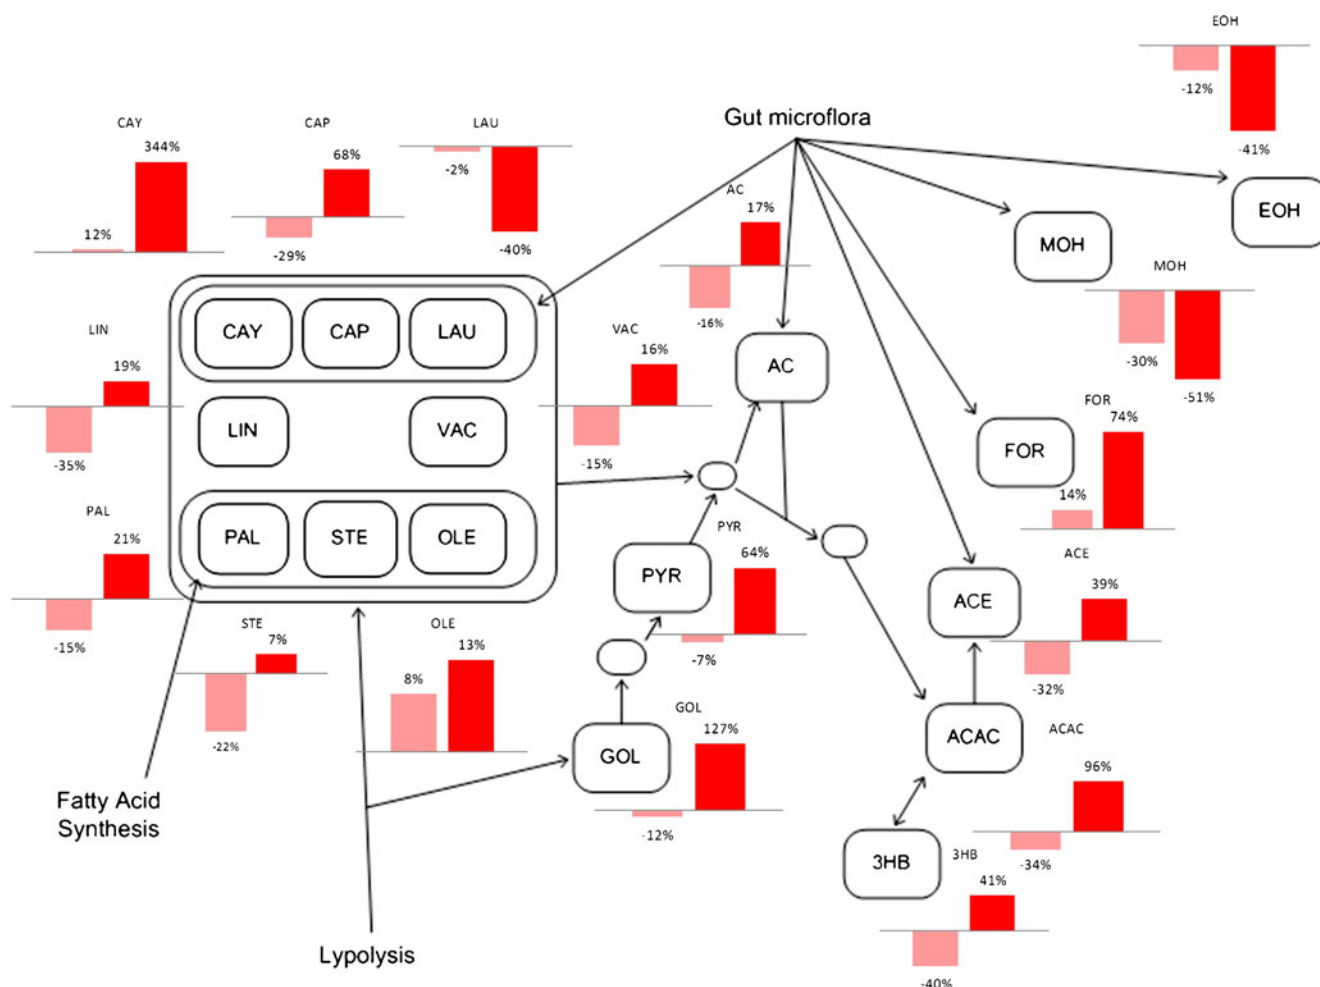 EOH
-12%
-41%
CAY
344%
12%
CAP
68%
-29%
LAU
-2%
-40%
Gut microflora
AC
17%
-16%
EOH
MOH
MOH
-30%
-51%
CAY
CAP
LAU
LIN
19%
-35%
VAC
16%
-15%
AC
LIN
VAC
FOR
FOR
74%
14%
PAL
21%
-15%
PAL
STE
OLE
PYR
PYR
64%
-7%
ACE
ACE
39%
-32%
STE
7%
-22%
OLE
8%
13%
GOL
GOL
127%
-12%
ACAC
ACAC
96%
-34%
Fatty Acid
Synthesis
3HB
3HB
41%
-40%
Lypolysis